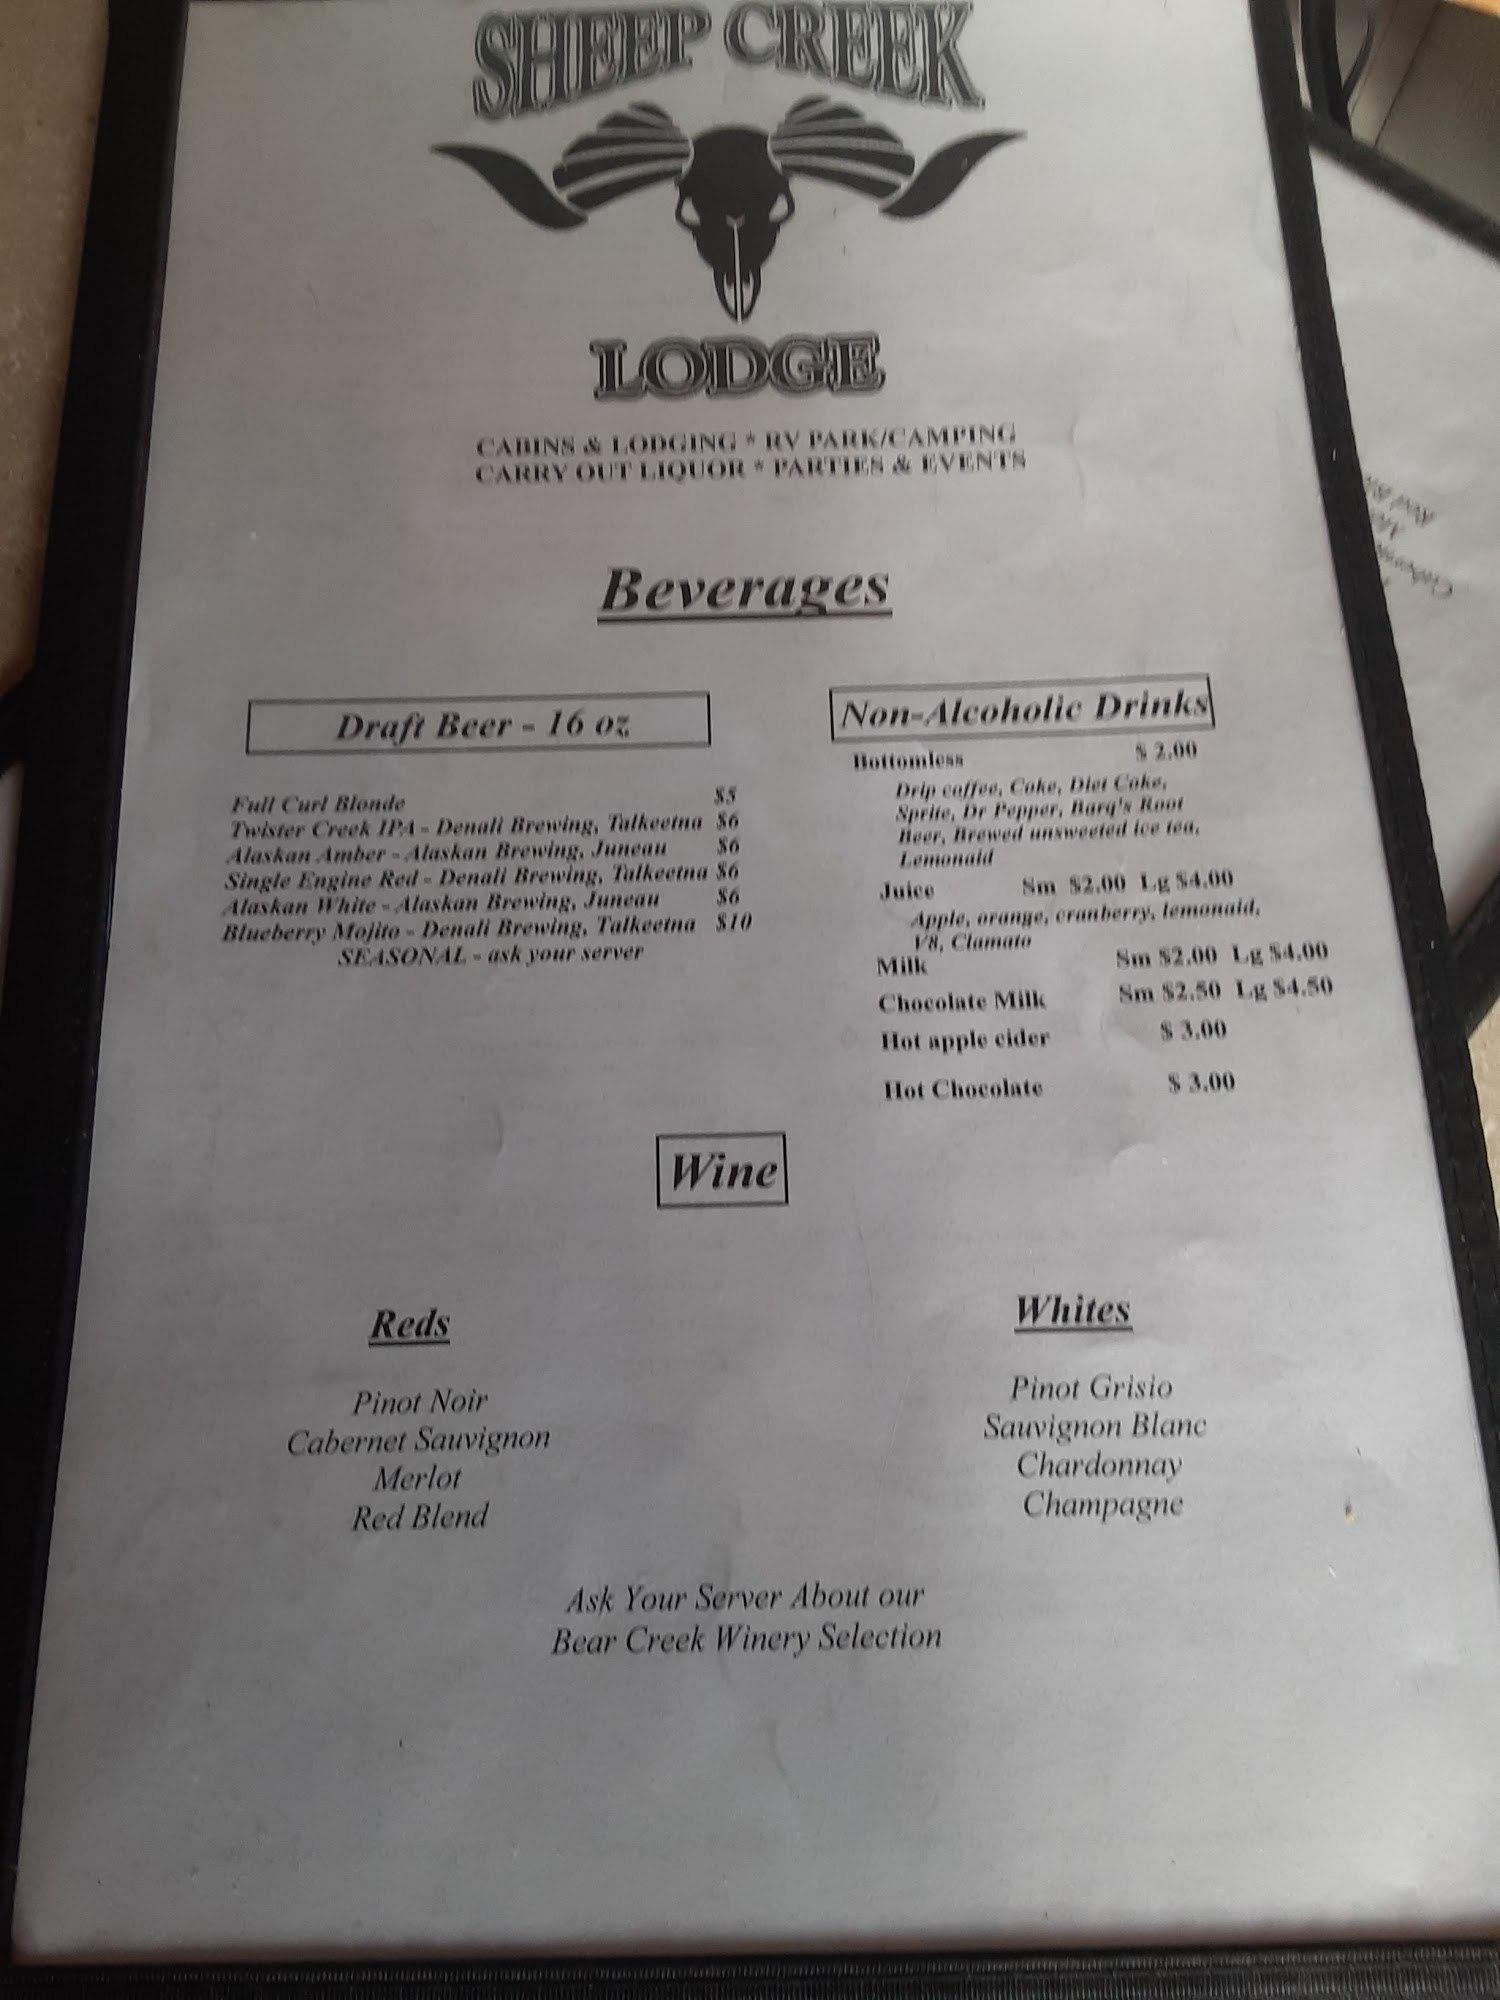 SHEEP CREEK
LODGE
CABINS & LODGING * RV PARK/CAMPING
CARRY OUT LIQUOR * PARTIES & EVENTS
Beverages
Draft Beer - 16 oz
Full Curl Blonde $5
Twister Creek IPA - Denali Brewing, Talkeetna $6
Alaskan Amber - Alaskan Brewing, Juneau $6
Single Engine Red - Denali Brewing, Talkeetna $6
Alaskan White - Alaskan Brewing, Juneau $6
Blueberry Mojito - Denali Brewing, Talkeetna $10
SEASONAL - ask your server
Non-Alcoholic Drinks
Bottomless $ 2.00
Drip coffee, Coke, Diet Coke,
Sprite, Dr Pepper, Barq's Root
Beer, Brewed unsweeted ice tea,
Lemonaid
Juice Sm $2.00 Lg $4.00
Apple, orange, cranberry, lemonaid,
V8, Clamato
Milk Sm $2.00 Lg $4.00
Chocolate Milk Sm $2.50 Lg $4.50
Hot apple cider $ 3.00
Hot Chocolate $ 3.00
Wine
Reds
Pinot Noir
Cabernet Sauvignon
Merlot
Red Blend
Whites
Pinot Grisio
Sauvignon Blanc
Chardonnay
Champagne
Ask Your Server About our
Bear Creek Winery Selection